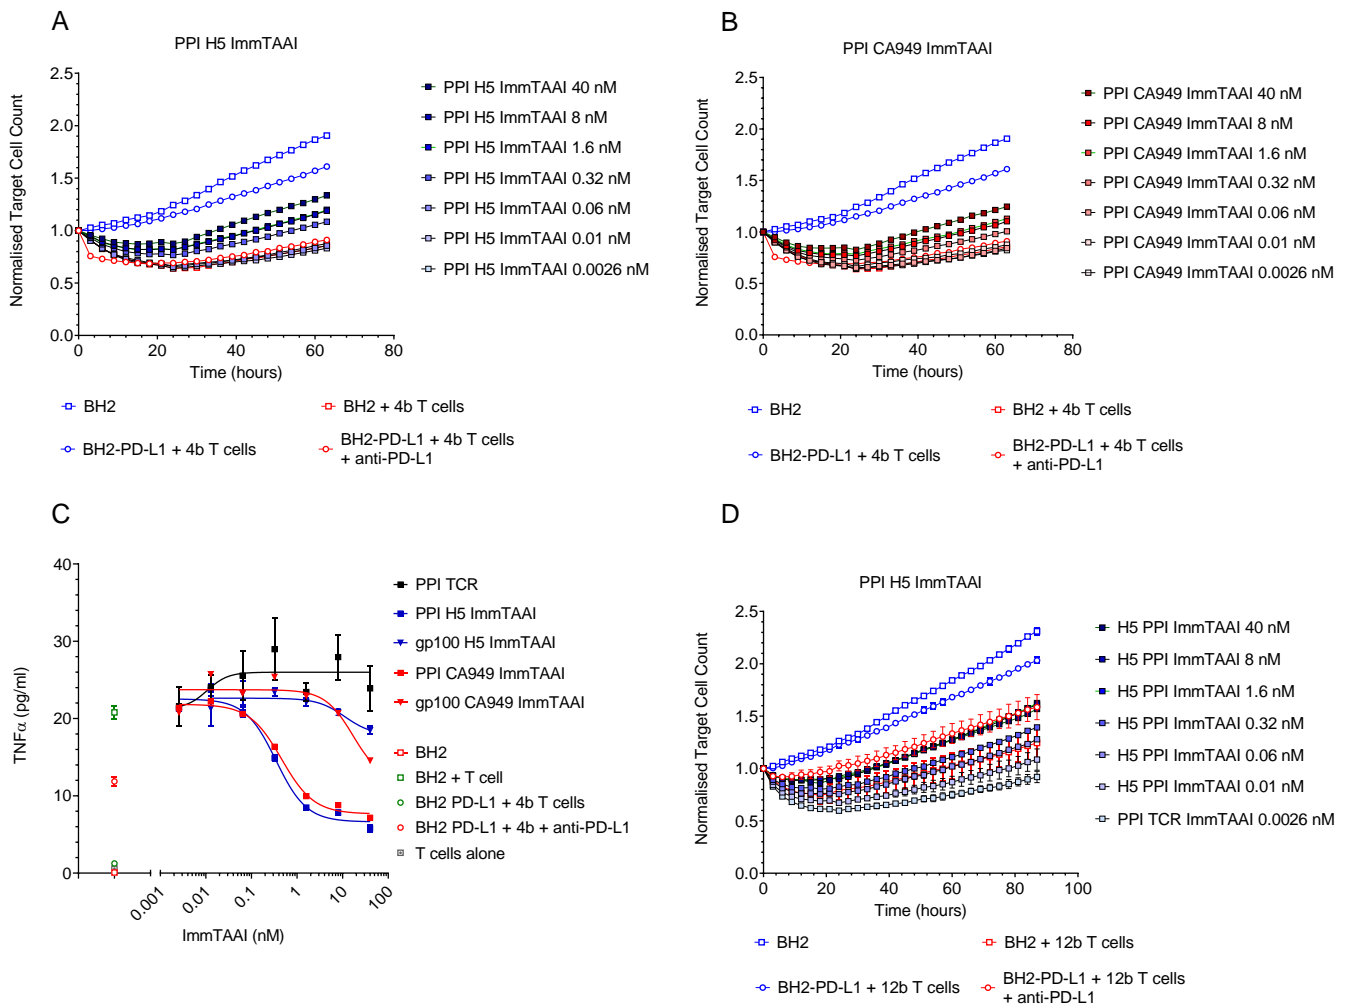 A
PPI H5 ImmTAAI
Normalised Target Cell Count
2.5
2.0
1.5
1.0
0.5
0.0
0
20
40
60
80
Time (hours)
PPI H5 ImmTAAI 40 nM
PPI H5 ImmTAAI 8 nM
PPI H5 ImmTAAI 1.6 nM
PPI H5 ImmTAAI 0.32 nM
PPI H5 ImmTAAI 0.06 nM
PPI H5 ImmTAAI 0.01 nM
PPI H5 ImmTAAI 0.0026 nM
BH2
BH2 + 4b T cells
BH2-PD-L1 + 4b T cells
BH2-PD-L1 + 4b T cells
+ anti-PD-L1
B
PPI CA949 ImmTAAI
Normalised Target Cell Count
2.5
2.0
1.5
1.0
0.5
0.0
0
20
40
60
80
Time (hours)
PPI CA949 ImmTAAI 40 nM
PPI CA949 ImmTAAI 8 nM
PPI CA949 ImmTAAI 1.6 nM
PPI CA949 ImmTAAI 0.32 nM
PPI CA949 ImmTAAI 0.06 nM
PPI CA949 ImmTAAI 0.01 nM
PPI CA949 ImmTAAI 0.0026 nM
BH2
BH2 + 4b T cells
BH2-PD-L1 + 4b T cells
BH2-PD-L1 + 4b T cells
+ anti-PD-L1
C
TNFα (pg/ml)
40
30
20
10
0
0.001
0.01
0.1
1
10
100
ImmTAAI (nM)
PPI TCR
PPI H5 ImmTAAI
gp100 H5 ImmTAAI
PPI CA949 ImmTAAI
gp100 CA949 ImmTAAI
BH2
BH2 + T cell
BH2 PD-L1 + 4b T cells
BH2 PD-L1 + 4b + anti-PD-L1
T cells alone
D
PPI H5 ImmTAAI
Normalised Target Cell Count
2.5
2.0
1.5
1.0
0.5
0.0
0
20
40
60
80
100
Time (hours)
H5 PPI ImmTAAI 40 nM
H5 PPI ImmTAAI 8 nM
H5 PPI ImmTAAI 1.6 nM
H5 PPI ImmTAAI 0.32 nM
H5 PPI ImmTAAI 0.06 nM
H5 PPI ImmTAAI 0.01 nM
PPI TCR ImmTAAI 0.0026 nM
BH2
BH2 + 12b T cells
BH2-PD-L1 + 12b T cells
BH2-PD-L1 + 12b T cells
+ anti-PD-L1